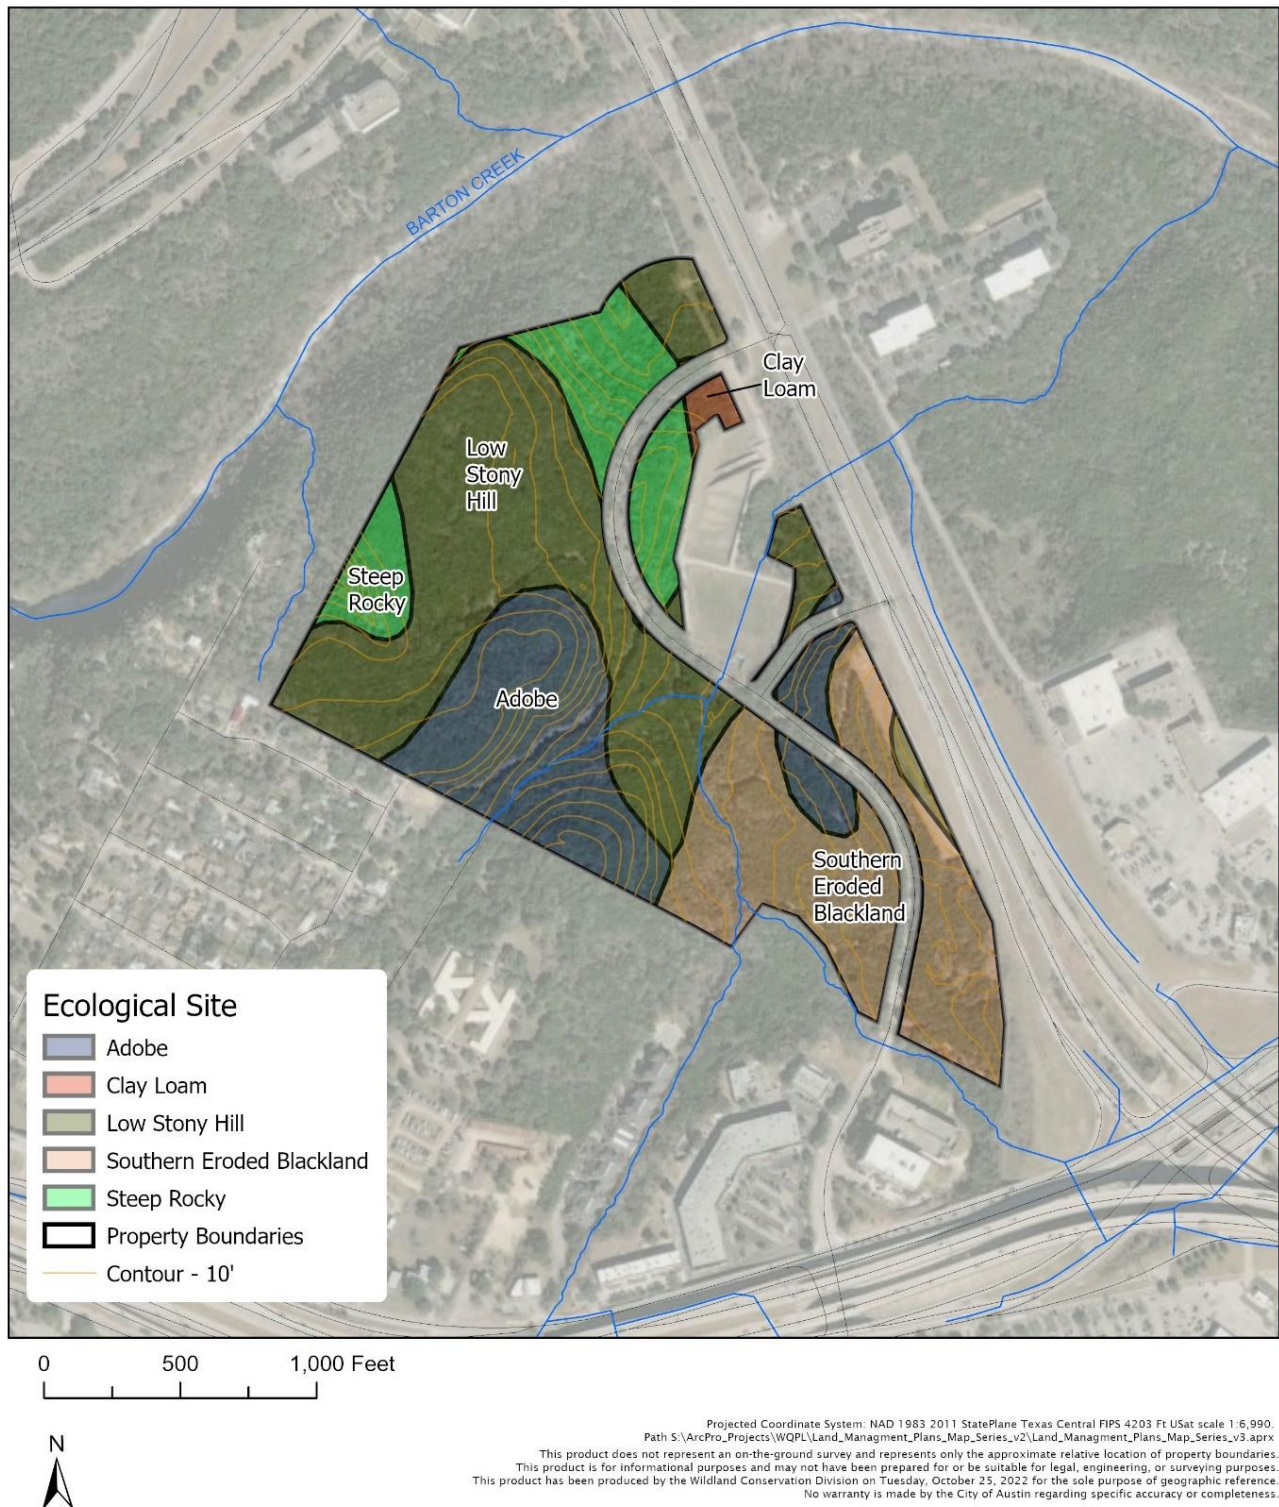 BARTON CREEK
Clay
Loam
Low
Stony
Hill
Steep
Rocky
Adobe
Southern
Eroded
Blackland
Ecological Site
Adobe
Clay Loam
Low Stony Hill
Southern Eroded Blackland
Steep Rocky
Property Boundaries
Contour - 10'
0 500 1,000 Feet
N
Projected Coordinate System: NAD 1983 2011 StatePlane Texas Central FIPS 4203 Ft USat scale 1:6,990.
Path S:\ArcPro_Projects\WQPL\Land_Managment_Plans_Map_Series_v2\Land_Managment_Plans_Map_Series_v3.aprx
This product does not represent an on-the-ground survey and represents only the approximate relative location of property boundaries.
This product is for informational purposes and may not have been prepared for or be suitable for legal, engineering, or surveying purposes.
This product has been produced by the Wildland Conservation Division on Tuesday, October 25, 2022 for the sole purpose of geographic reference.
No warranty is made by the City of Austin regarding specific accuracy or completeness.